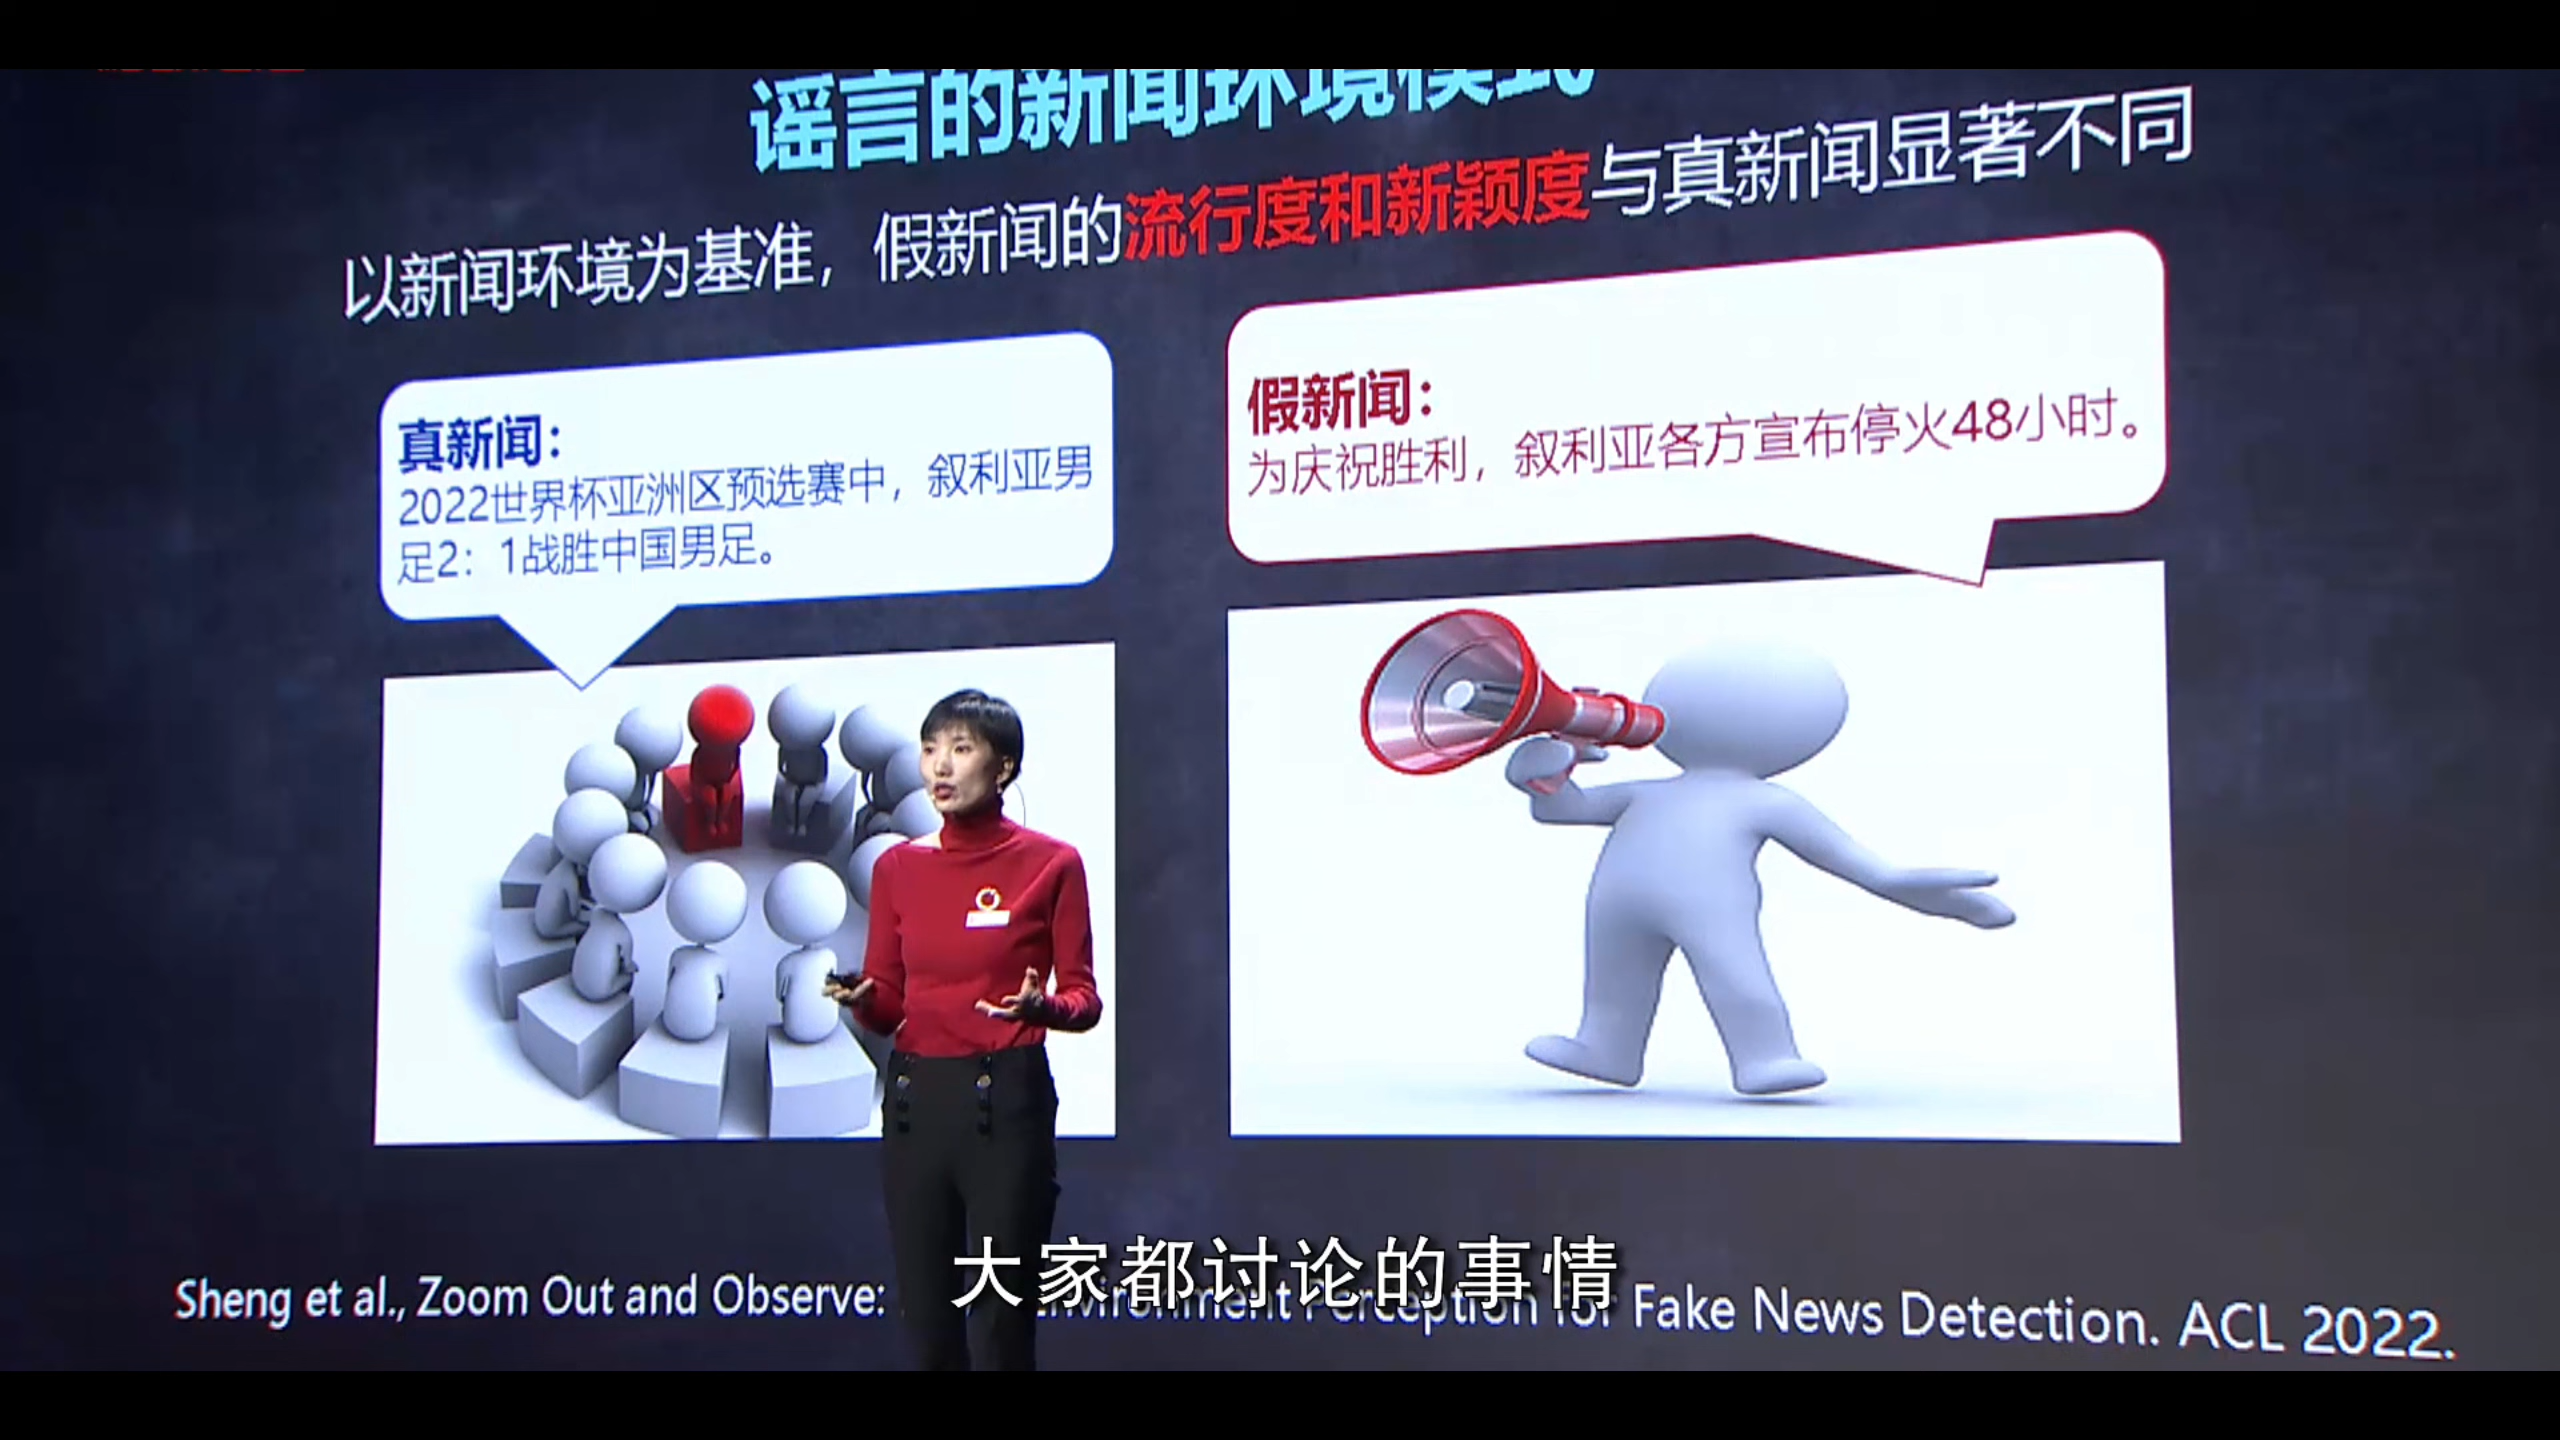 谣言的新闻环境模式
以新闻环境为基准，假新闻的流行度和新颖度与真新闻显著不同
真新闻：
2022世界杯亚洲区预选赛中，叙利亚男
足2：1战胜中国男足。
假新闻：
为庆祝胜利，叙利亚各方宣布停火48小时。
大家都讨论的事情
Sheng et al., Zoom Out and Observe: Environment Perception for Fake News Detection. ACL 2022.